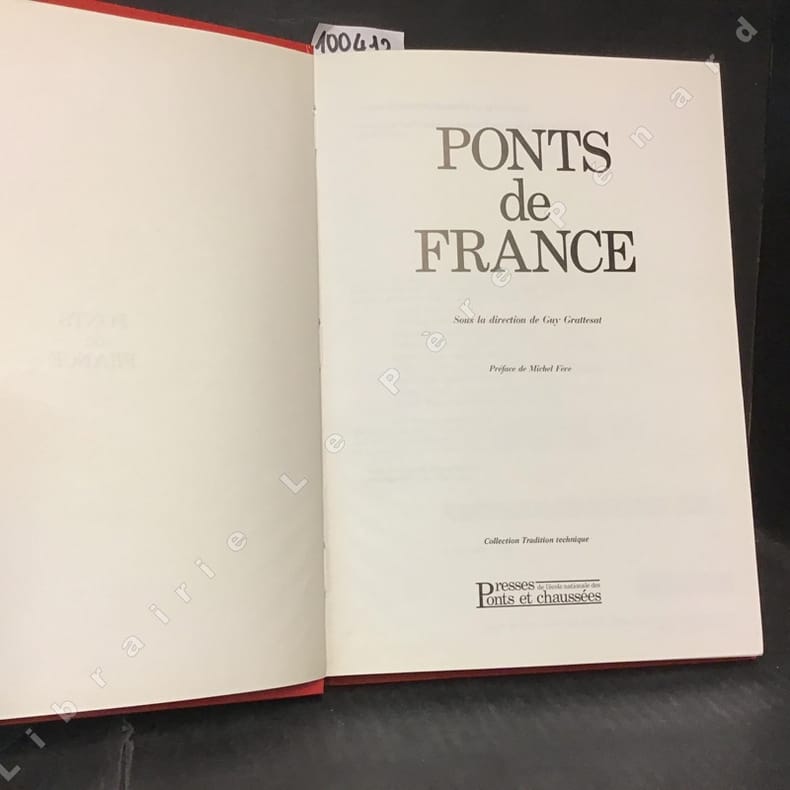 100412
PONTS
de
FRANCE
Sous la direction de Guy Grattesat
Préface de Michel Fève
Collection Tradition technique
Presses de l'école nationale des
Ponts et chaussées
Librairie Le Père Pénard